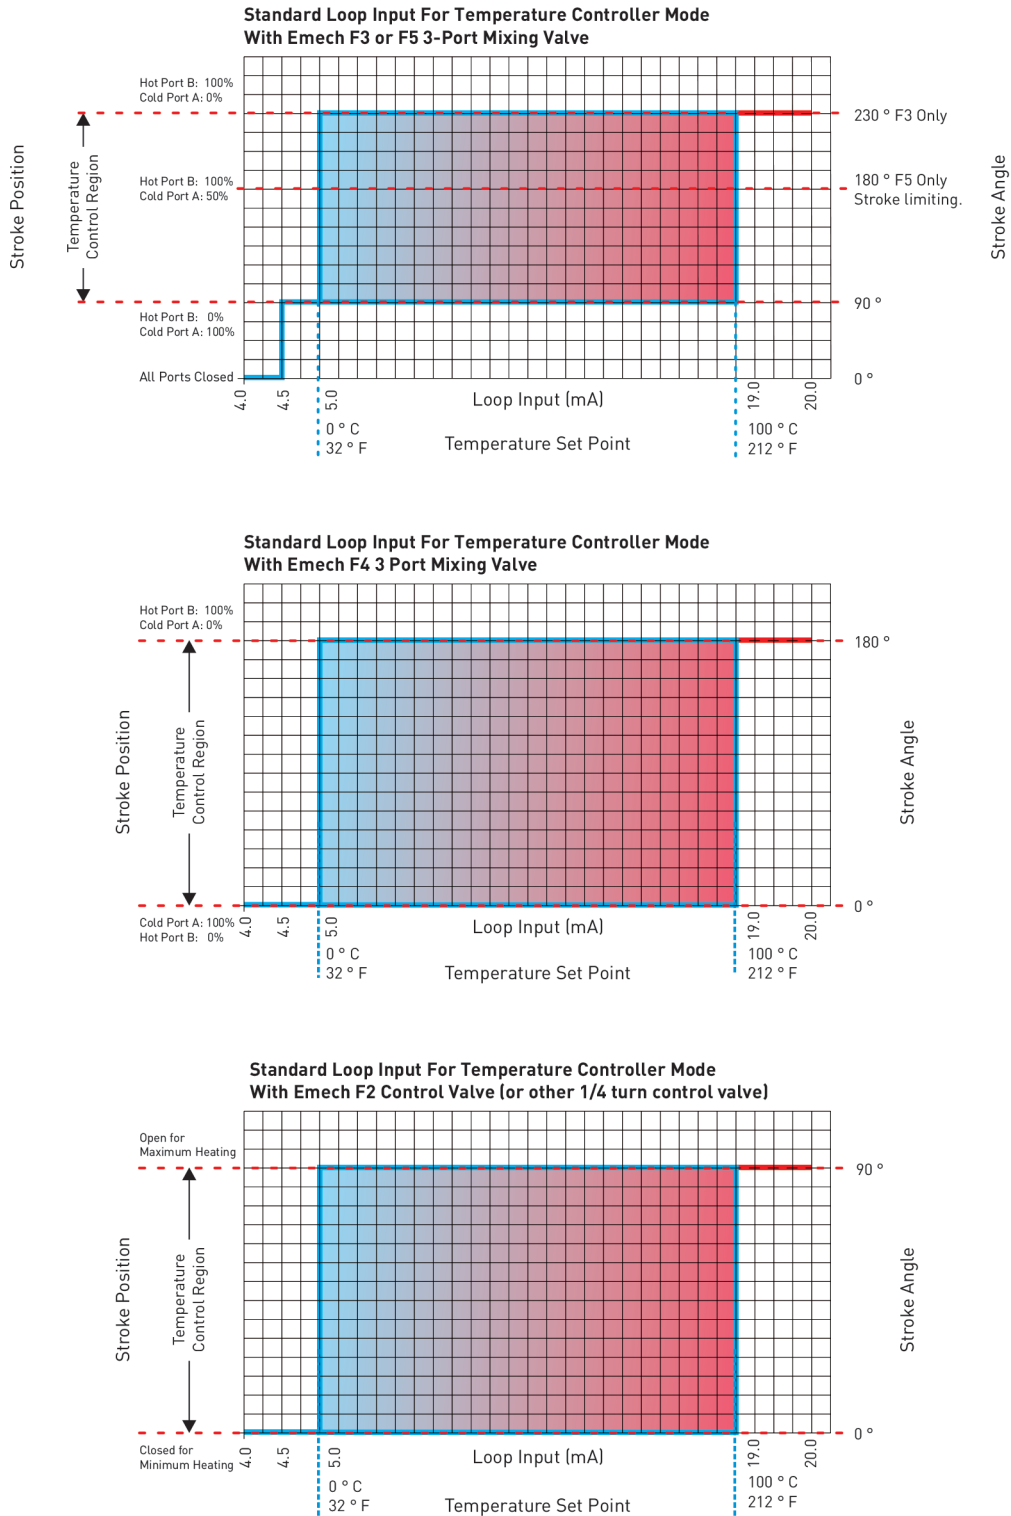 Standard Loop Input For Temperature Controller Mode
With Emech F3 or F5 3-Port Mixing Valve
Hot Port B: 100%
Cold Port A: 0%
230 ° F3 Only
Stroke Position
Temperature
Control Region
Hot Port B: 100%
Cold Port A: 50%
180 ° F5 Only
Stroke limiting.
Stroke Angle
90 °
Hot Port B: 0%
Cold Port A: 100%
All Ports Closed
0 °
4.0
4.5
5.0
Loop Input (mA)
19.0
20.0
0 ° C
32 ° F
Temperature Set Point
100 ° C
212 ° F
Standard Loop Input For Temperature Controller Mode
With Emech F4 3 Port Mixing Valve
Hot Port B: 100%
Cold Port A: 0%
180 °
Stroke Position
Temperature
Control Region
Stroke Angle
0 °
Cold Port A: 100%
Hot Port B: 0%
4.0
4.5
5.0
Loop Input (mA)
19.0
20.0
0 ° C
32 ° F
Temperature Set Point
100 ° C
212 ° F
Standard Loop Input For Temperature Controller Mode
With Emech F2 Control Valve (or other 1/4 turn control valve)
Open for
Maximum Heating
90 °
Stroke Position
Temperature
Control Region
Stroke Angle
0 °
Closed for
Minimum Heating
4.0
4.5
5.0
Loop Input (mA)
19.0
20.0
0 ° C
32 ° F
Temperature Set Point
100 ° C
212 ° F